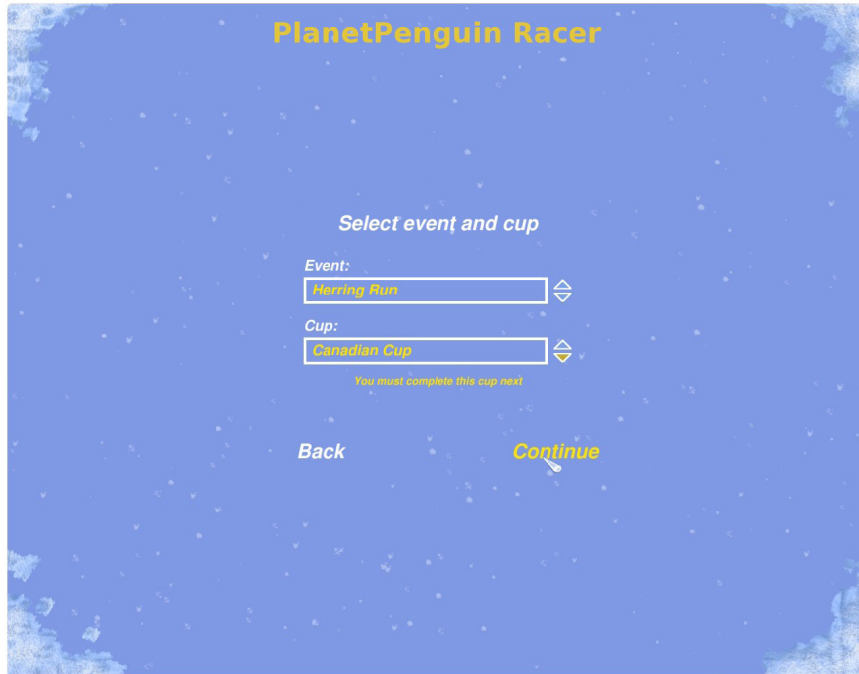 PlanetPenguin Racer
Select event and cup
Event:
Herring Run
Cup:
Canadian Cup
You must complete this cup next
Back
Continue